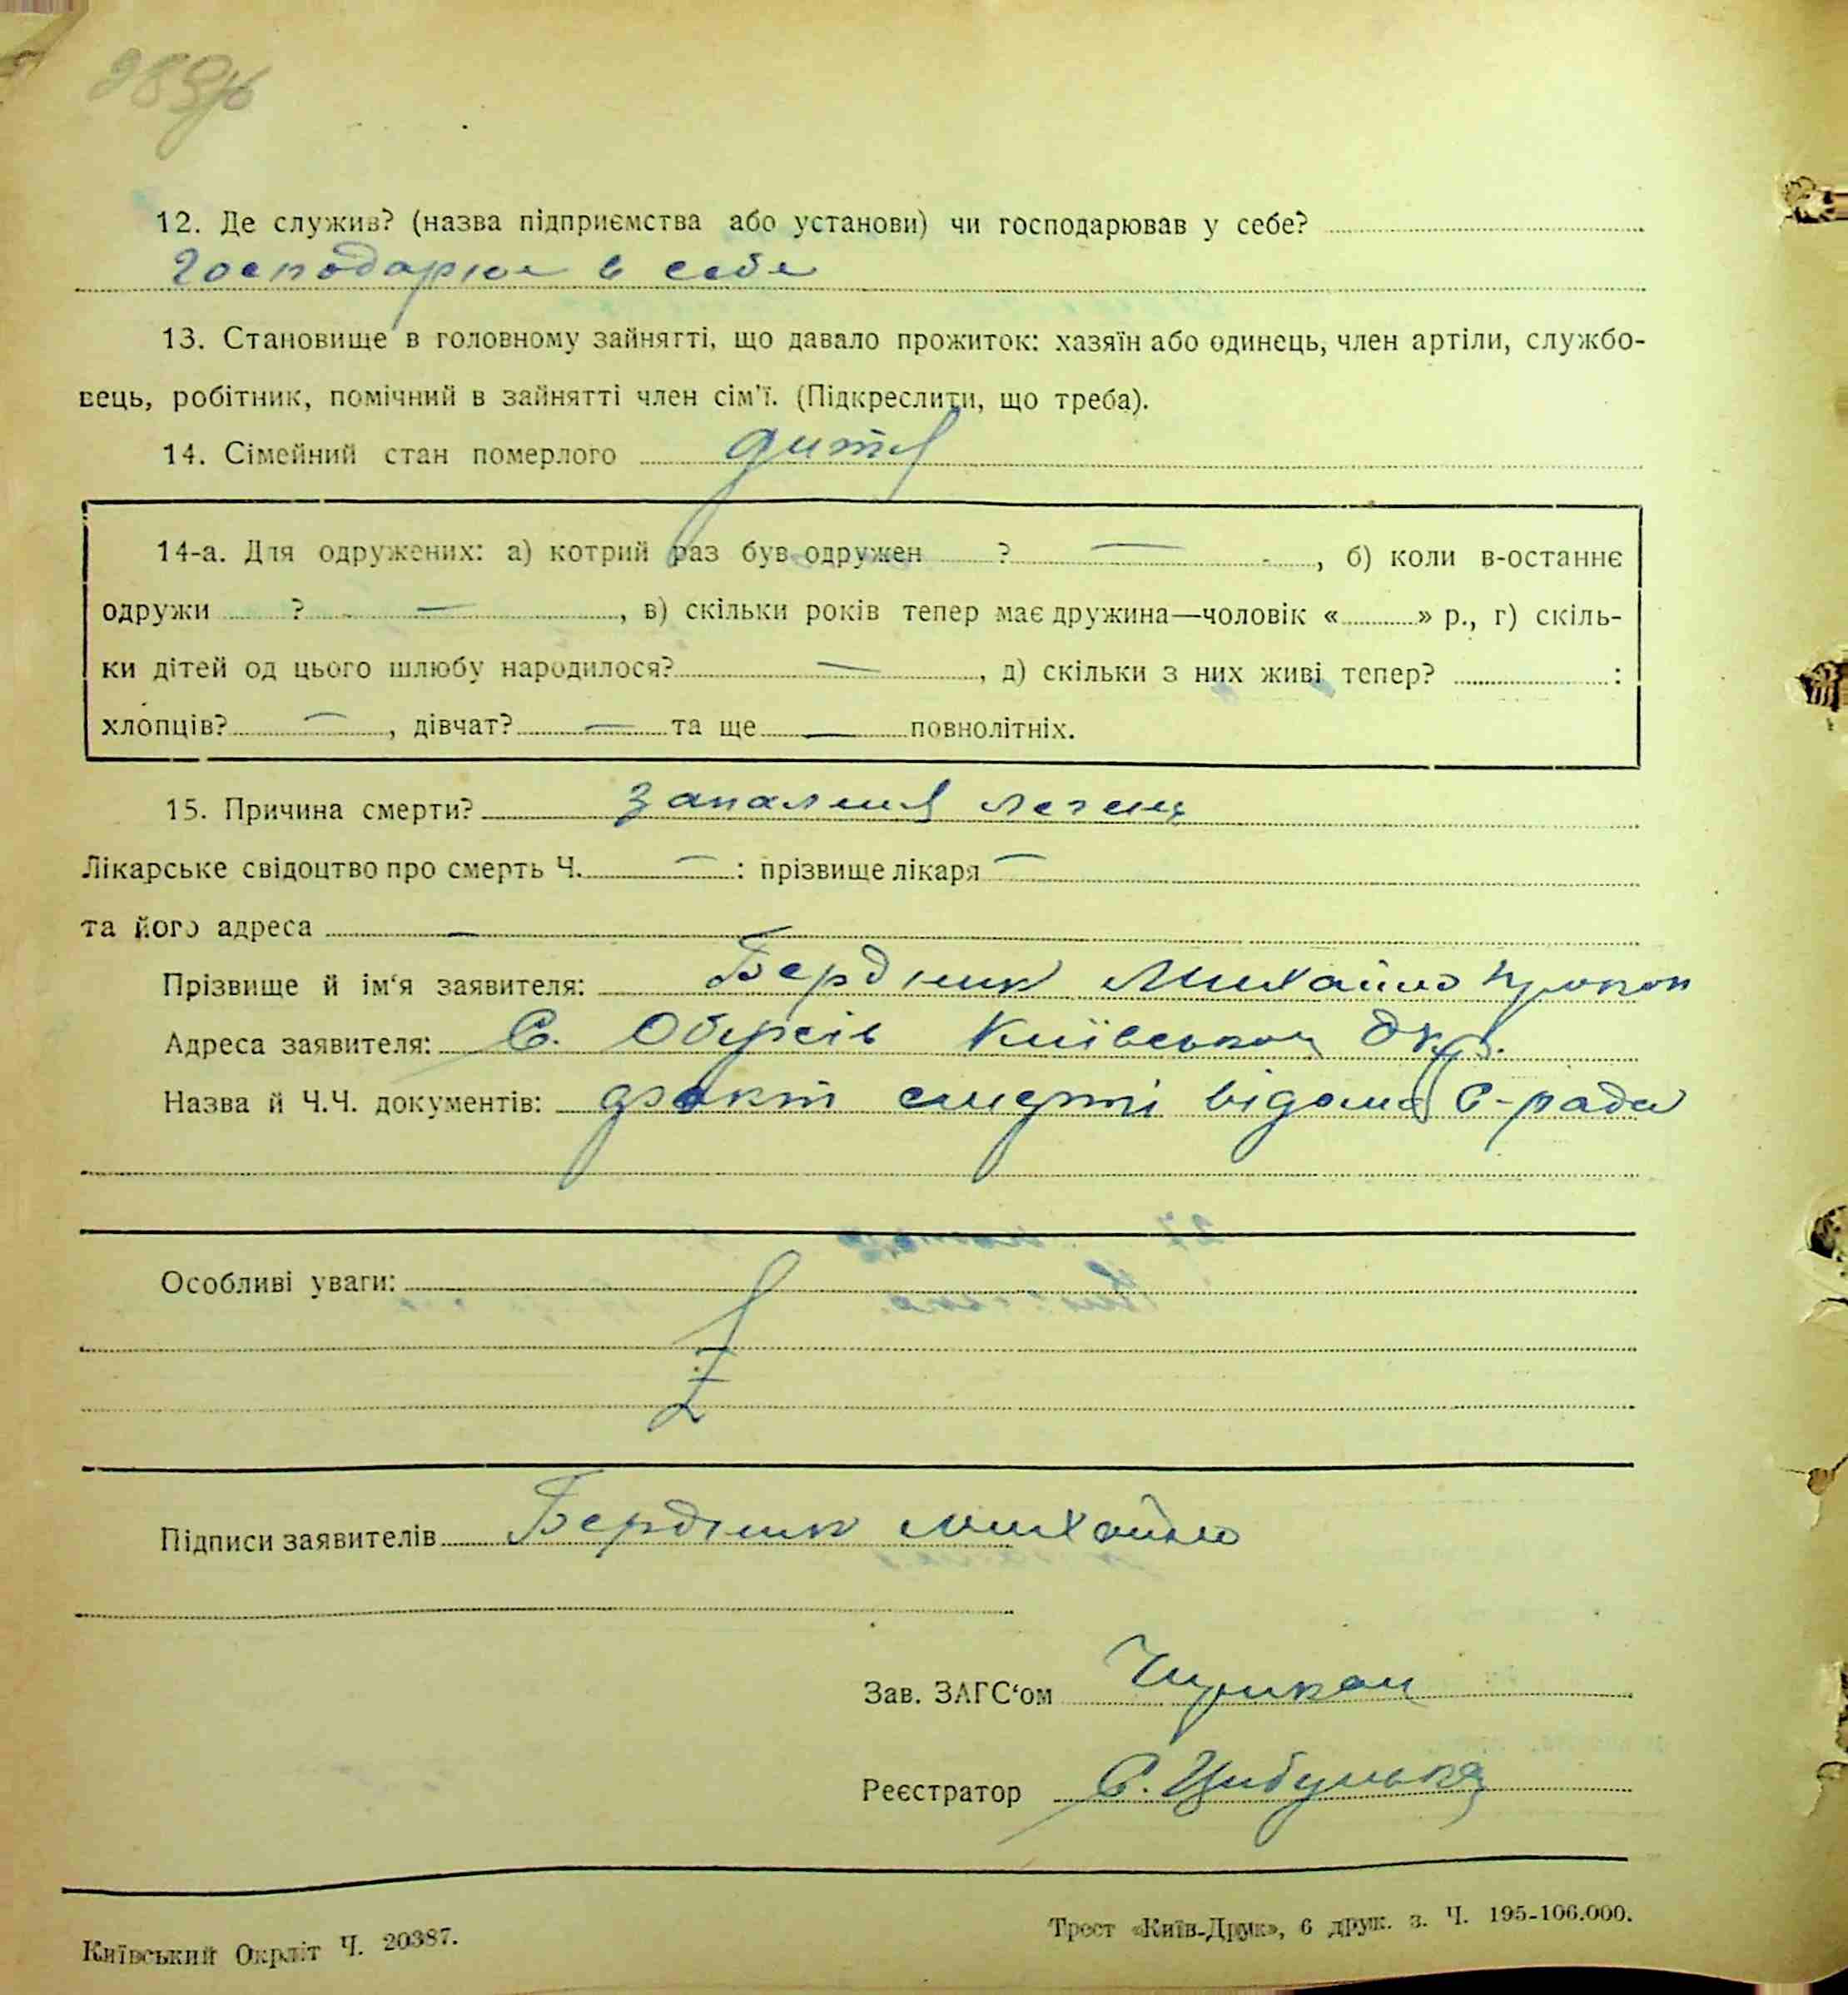 12. Де служив? (назва підприємства або установи) чи господарював у себе?
Господарює в себе
13. Становище в головному зайнятті, що давало прожиток: хазяїн або одинець, член артіли, службо-
вець, робітник, помічний в зайнятті член сім'ї. (Підкреслити, що треба).
14. Сімейний стан померлого дитя
14-а. Для одружених: а) котрий раз був одружен ? — , б) коли в-останнє
одружи ? — , в) скільки років тепер має дружина—чоловік « » р., г) скіль-
ки дітей од цього шлюбу народилося? — , д) скільки з них живі тепер? :
хлопців? — , дівчат? — та ще — повнолітніх.
15. Причина смерти? запалення легень
Лікарське свідоцтво про смерть Ч. — : прізвище лікаря —
та його адреса —
Прізвище й ім'я заявителя: Бердник Михайло
Адреса заявителя: С. Київської Окр.
Назва й Ч.Ч. документів: факт смерті відома С-рада
Особливі уваги: Z
Підписи заявителів Бердник Михайло
Зав. ЗАГС'ом
Реєстратор С. Цибулька
Київський Окрліт Ч. 20387.
Трест «Київ-Друк», 6 друк. з. Ч. 195-106.000.